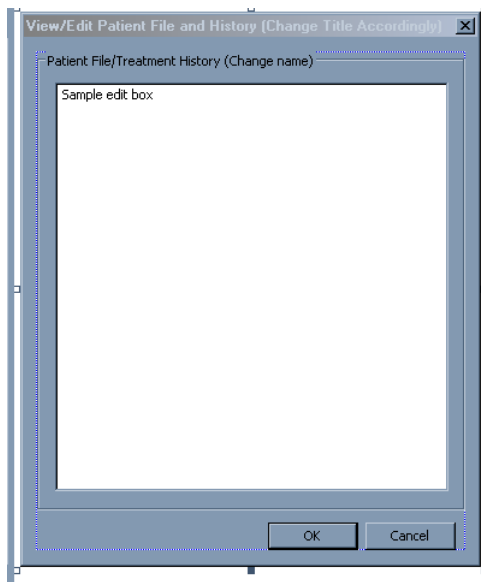 View/Edit Patient File and History (Change Title Accordingly)
Patient File/Treatment History (Change name)
Sample edit box
OK
Cancel